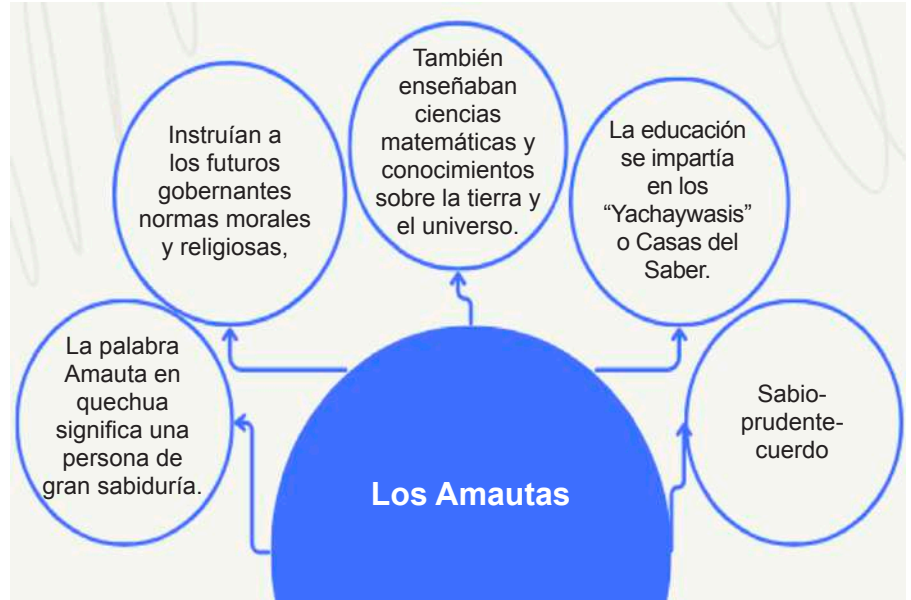 La palabra
Amauta en
quechua
significa una
persona de
gran sabiduría.
Instruían a
los futuros
gobernantes
normas morales
y religiosas,
También
enseñaban
ciencias
matemáticas y
conocimientos
sobre la tierra y
el universo.
La educación
se impartía
en los
“Yachaywasis”
o Casas del
Saber.
Sabio-
prudente-
cuerdo
Los Amautas